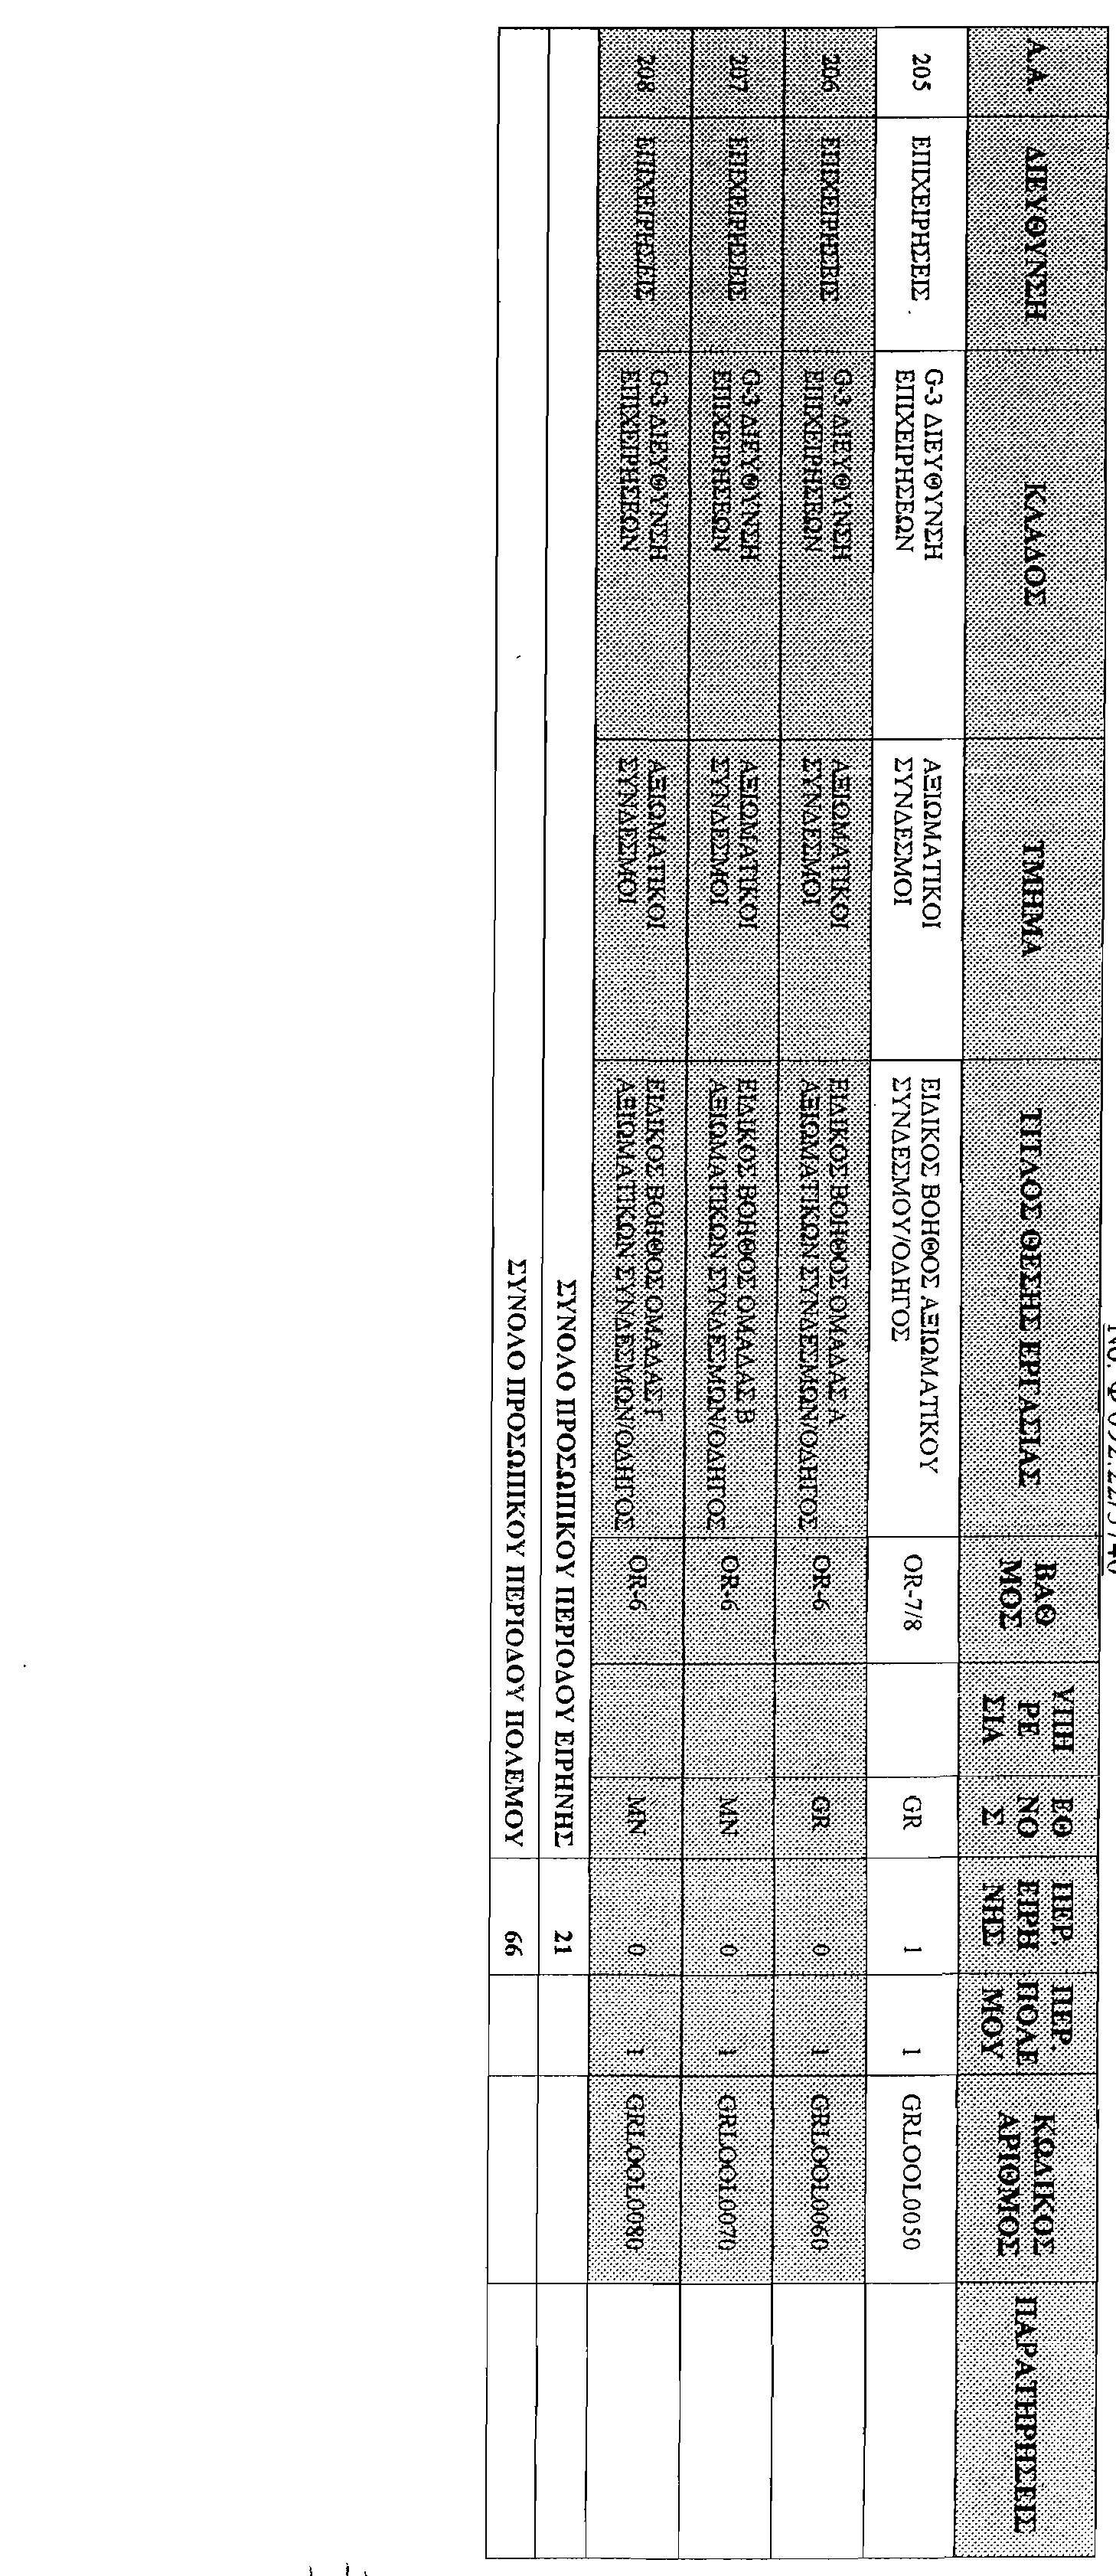 Α.Α. ΔΙΕΥΘΥΝΣΗ ΚΛΑΔΟΣ ΤΜΗΜΑ ΤΙΤΛΟΣ ΘΕΣΗΣ ΕΡΓΑΣΙΑΣ ΒΑΘ ΥΠΗ ΕΘ ΠΕΡ. ΠΕΡ. ΚΩΔΙΚΟΣ ΠΑΡΑΤΗΡΗΣΕΙΣ
ΜΟΣ ΡΕ ΝΟ ΕΙΡΗ ΠΟΛΕ ΑΡΙΘΜΟΣ
ΣΙΑ Σ ΝΗΣ ΜΟΥ
205 ΕΠΙΧΕΙΡΗΣΕΙΣ G-3 ΔΙΕΥΘΥΝΣΗ ΑΞΙΩΜΑΤΙΚΟΙ ΕΙΔΙΚΟΣ ΒΟΗΘΟΣ ΑΞΙΩΜΑΤΙΚΟΥ OR-7/8 GR 1 1 GRLOOL0050
ΕΠΙΧΕΙΡΗΣΕΩΝ ΣΥΝΔΕΣΜΟΙ ΣΥΝΔΕΣΜΟΥ/ΟΔΗΓΟΣ
206 ΕΠΙΧΕΙΡΗΣΕΙΣ G-3 ΔΙΕΥΘΥΝΣΗ ΑΞΙΩΜΑΤΙΚΟΙ ΕΙΔΙΚΟΣ ΒΟΗΘΟΣ ΟΜΑΔΑΣ Α OR-6 GR 0 1 GRLOOL0060
ΕΠΙΧΕΙΡΗΣΕΩΝ ΣΥΝΔΕΣΜΟΙ ΑΞΙΩΜΑΤΙΚΩΝ ΣΥΝΔΕΣΜΩΝ/ΟΔΗΓΟΣ
207 ΕΠΙΧΕΙΡΗΣΕΙΣ G-3 ΔΙΕΥΘΥΝΣΗ ΑΞΙΩΜΑΤΙΚΟΙ ΕΙΔΙΚΟΣ ΒΟΗΘΟΣ ΟΜΑΔΑΣ Β OR-6 MN 0 1 GRLOOL0070
ΕΠΙΧΕΙΡΗΣΕΩΝ ΣΥΝΔΕΣΜΟΙ ΑΞΙΩΜΑΤΙΚΩΝ ΣΥΝΔΕΣΜΩΝ/ΟΔΗΓΟΣ
208 ΕΠΙΧΕΙΡΗΣΕΙΣ G-3 ΔΙΕΥΘΥΝΣΗ ΑΞΙΩΜΑΤΙΚΟΙ ΕΙΔΙΚΟΣ ΒΟΗΘΟΣ ΟΜΑΔΑΣ Γ OR-6 MN 0 1 GRLOOL0080
ΕΠΙΧΕΙΡΗΣΕΩΝ ΣΥΝΔΕΣΜΟΙ ΑΞΙΩΜΑΤΙΚΩΝ ΣΥΝΔΕΣΜΩΝ/ΟΔΗΓΟΣ
ΣΥΝΟΛΟ ΠΡΟΣΩΠΙΚΟΥ ΠΕΡΙΟΔΟΥ ΕΙΡΗΝΗΣ 21
ΣΥΝΟΛΟ ΠΡΟΣΩΠΙΚΟΥ ΠΕΡΙΟΔΟΥ ΠΟΛΕΜΟΥ 66